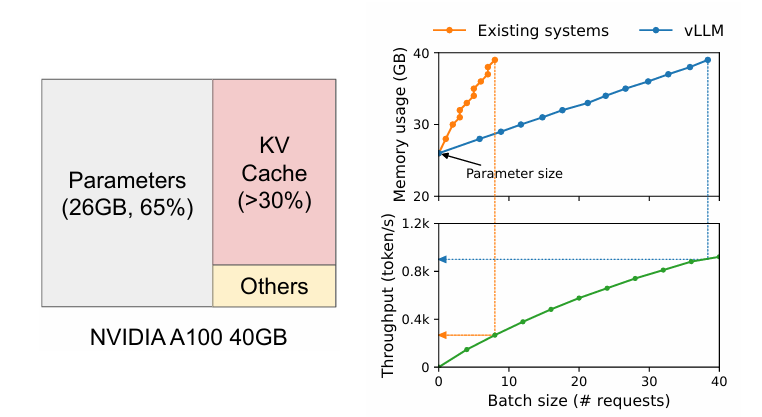 Parameters
(26GB, 65%)
KV
Cache
(>30%)
Others
NVIDIA A100 40GB
Existing systems
vLLM
Memory usage (GB)
40
30
20
Parameter size
Throughput (token/s)
1.2k
0.8k
0.4k
0
0 10 20 30 40
Batch size (# requests)